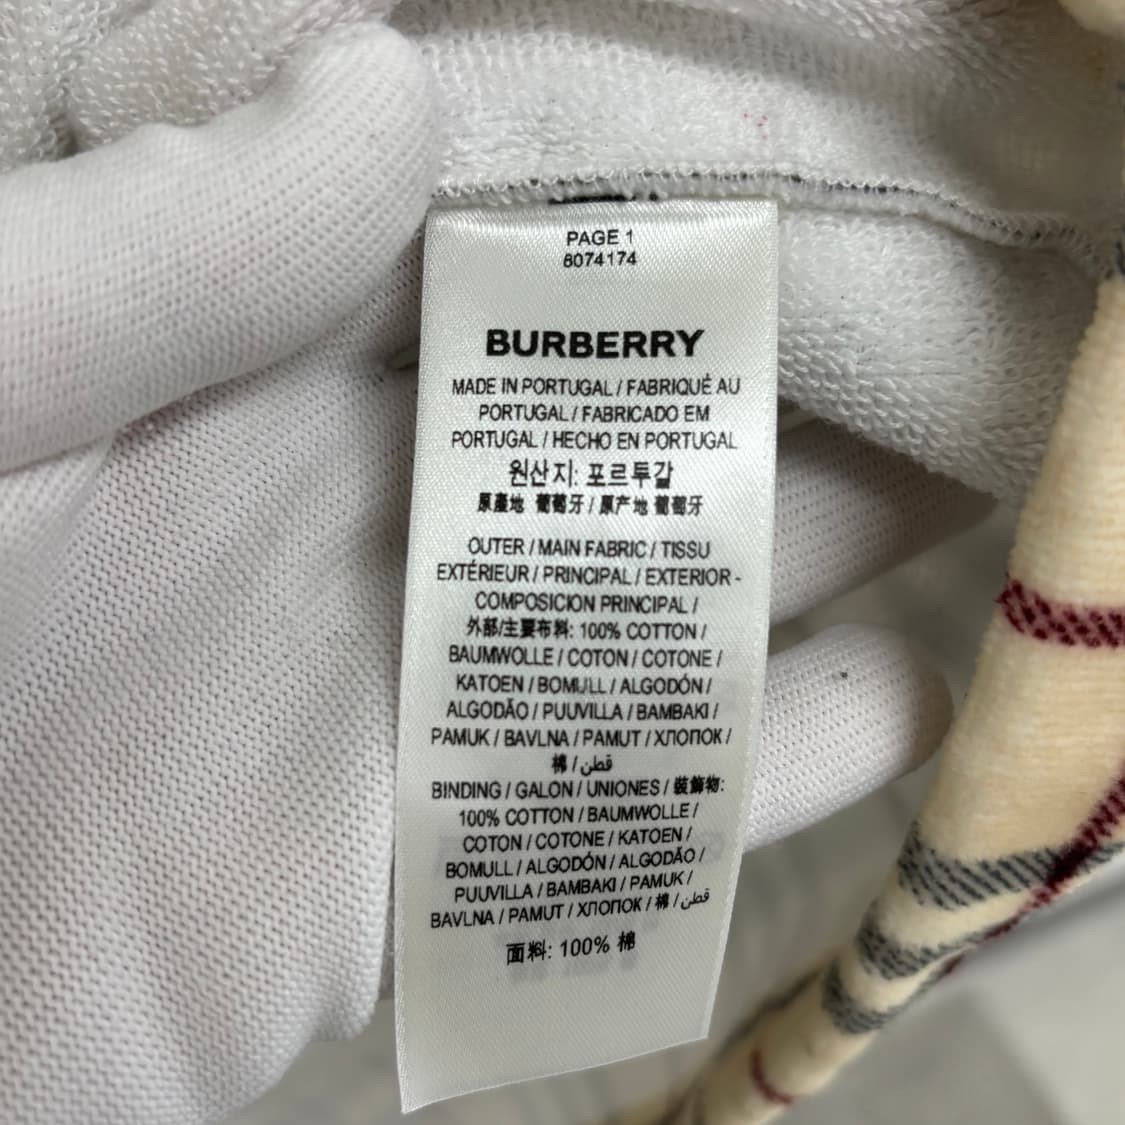 PAGE 1
8074174
BURBERRY
MADE IN PORTUGAL / FABRIQUÉ AU
PORTUGAL / FABRICADO EM
PORTUGAL / HECHO EN PORTUGAL
원산지: 포르투갈
原產地 葡萄牙 / 原产地 葡萄牙
OUTER / MAIN FABRIC / TISSU
EXTÉRIEUR / PRINCIPAL / EXTERIOR -
COMPOSICION PRINCIPAL /
外部/主要布料: 100% COTTON /
BAUMWOLLE / COTON / COTONE /
KATOEN / BOMULL / ALGODÓN /
ALGODÃO / PUUVILLA / BAMBAKI /
PAMUK / BAVLNA / PAMUT / ХЛОПОК /
棉 / قطن
BINDING / GALON / UNIONES / 裝飾物:
100% COTTON / BAUMWOLLE /
COTON / COTONE / KATOEN /
BOMULL / ALGODÓN / ALGODÃO /
PUUVILLA / BAMBAKI / PAMUK /
BAVLNA / PAMUT / ХЛОПОК / 棉 / قطن
面料: 100% 棉